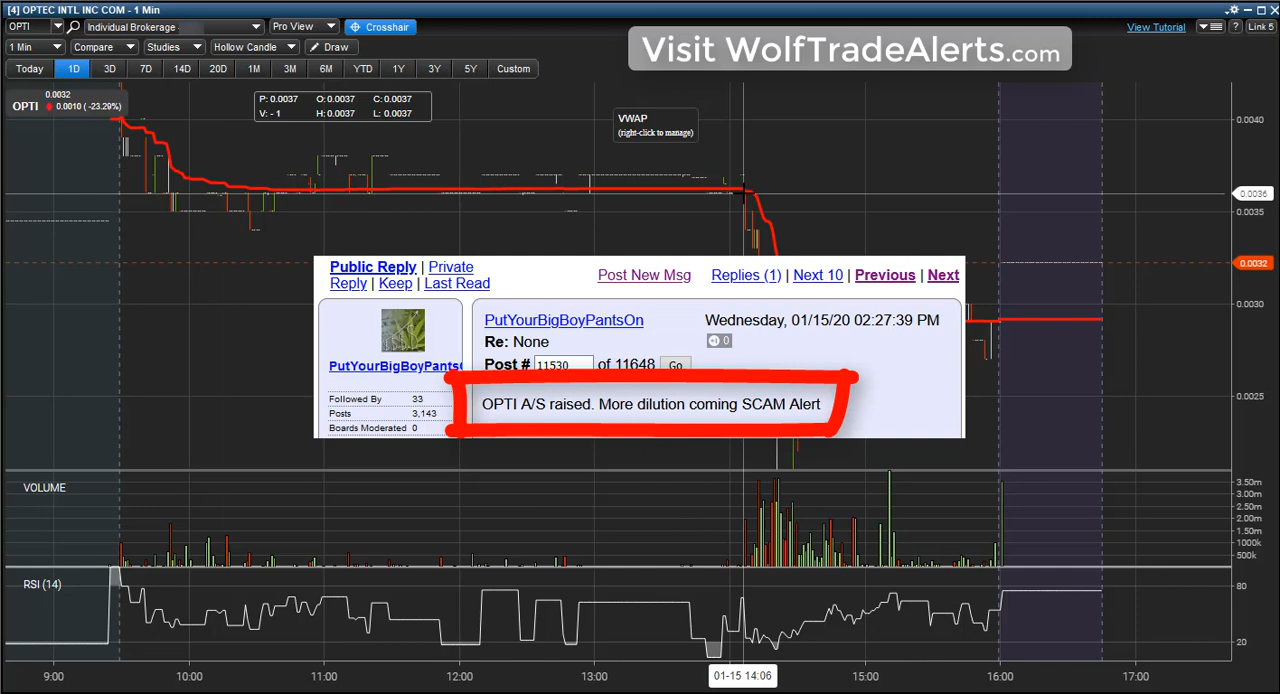 [4] OPTEC INTL INC COM - 1 Min
OPTI Individual Brokerage Pro View Crosshair View Tutorial ? Link 5
1 Min Compare Studies Hollow Candle Draw
Today 1D 3D 7D 14D 20D 1M 3M 6M YTD 1Y 3Y 5Y Custom
Visit WolfTradeAlerts.com
0.0032
OPTI 0.0010 ( -23.29%)
P: 0.0037 O: 0.0037 C: 0.0037
V: - 1 H: 0.0037 L: 0.0037
VWAP
(right-click to manage)
0.0040
0.0036
0.0035
0.0032
0.0030
0.0025
Public Reply | Private
Reply | Keep | Last Read
Post New Msg Replies (1) | Next 10 | Previous | Next
PutYourBigBoyPantsOn Wednesday, 01/15/20 02:27:39 PM
Re: None 0
Post # 11530 of 11648 Go
PutYourBigBoyPants
Followed By 33
Posts 3,143
Boards Moderated 0
OPTI A/S raised. More dilution coming SCAM Alert
VOLUME
3.50m
3.00m
2.50m
2.00m
1.50m
1000k
500k
RSI (14)
80
20
9:00 10:00 11:00 12:00 13:00 01-15 14:06 15:00 16:00 17:00